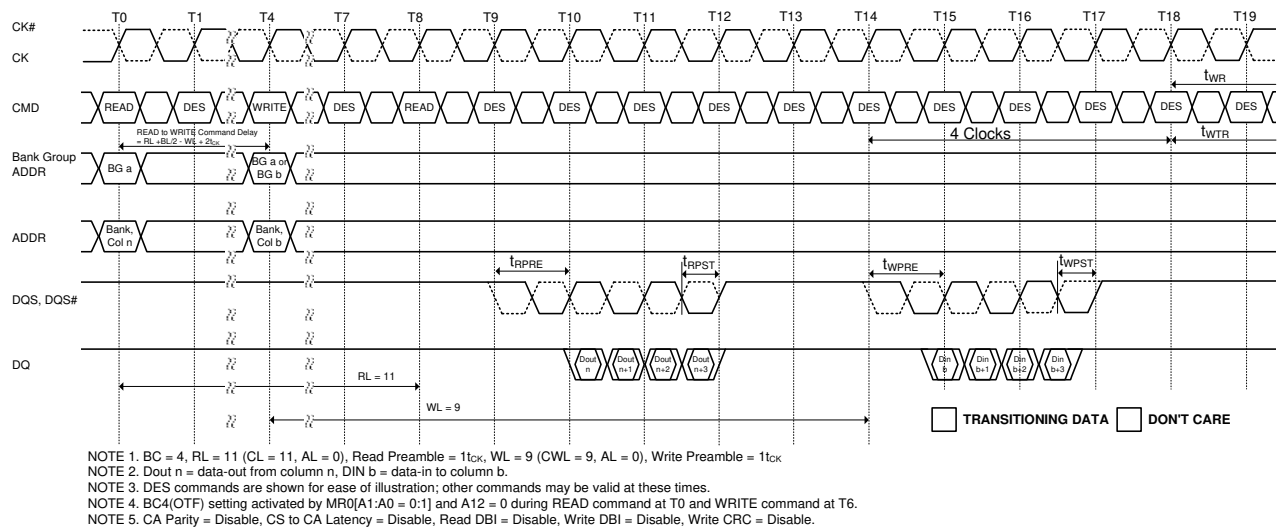 T0 T1 T4 T7 T8 T9 T10 T11 T12 T13 T14 T15 T16 T17 T18 T19
CK#
CK
tWR
CMD READ DES WRITE DES READ DES DES DES DES DES DES DES DES DES DES DES
READ to WRITE Command Delay
= RL +BL/2 - WL + 2tCK
4 Clocks tWTR
Bank Group
ADDR
BG a
BG a or
BG b
ADDR
Bank,
Col n
Bank,
Col b
tRPRE tRPST tWPRE tWPST
DQS, DQS#
DQ
Dout
n
Dout
n+1
Dout
n+2
Dout
n+3
Din
b
Din
b+1
Din
b+2
Din
b+3
RL = 11
WL = 9
TRANSITIONING DATA DON'T CARE
NOTE 1. BC = 4, RL = 11 (CL = 11, AL = 0), Read Preamble = 1tCK, WL = 9 (CWL = 9, AL = 0), Write Preamble = 1tCK
NOTE 2. Dout n = data-out from column n, DIN b = data-in to column b.
NOTE 3. DES commands are shown for ease of illustration; other commands may be valid at these times.
NOTE 4. BC4(OTF) setting activated by MR0[A1:A0 = 0:1] and A12 = 0 during READ command at T0 and WRITE command at T6.
NOTE 5. CA Parity = Disable, CS to CA Latency = Disable, Read DBI = Disable, Write DBI = Disable, Write CRC = Disable.